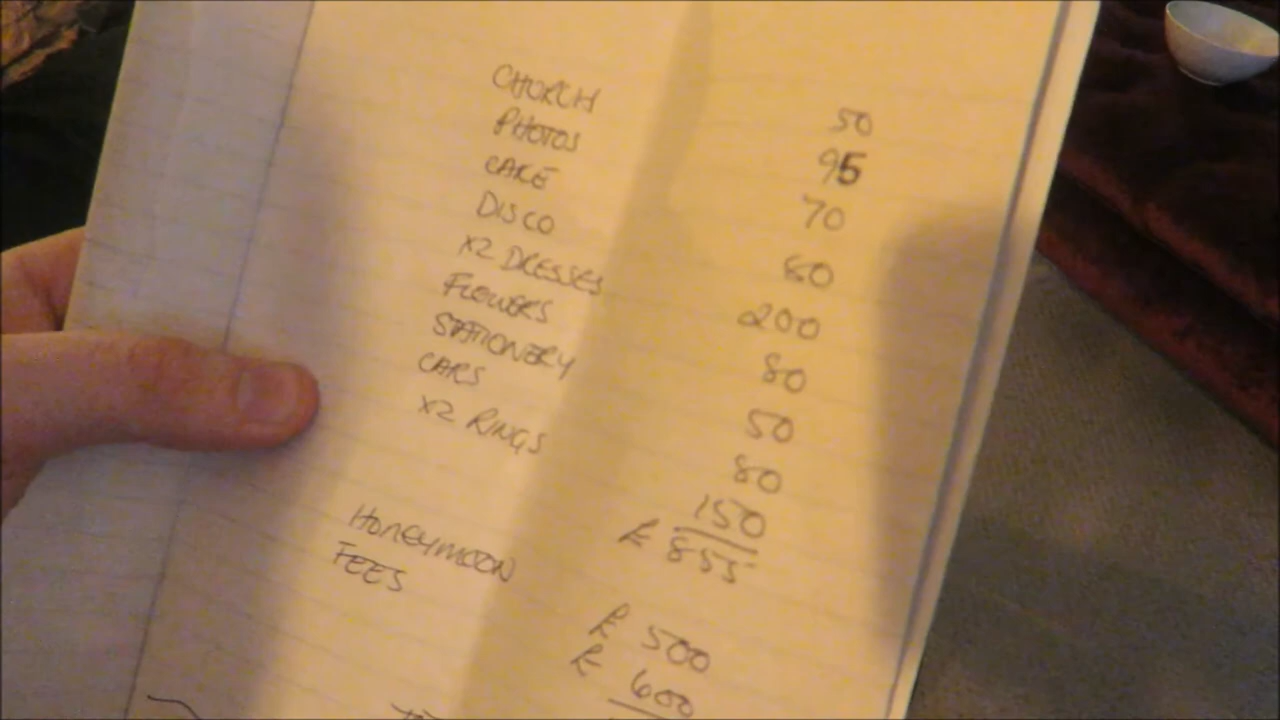 CHURCH 50
PHOTOS 95
CAKE 70
DISCO 80
X2 DRESSES 200
FLOWERS 80
STATIONERY 50
CARS 80
X2 RINGS 150
£ 855
HONEYMOON £ 500
FEES £ 600